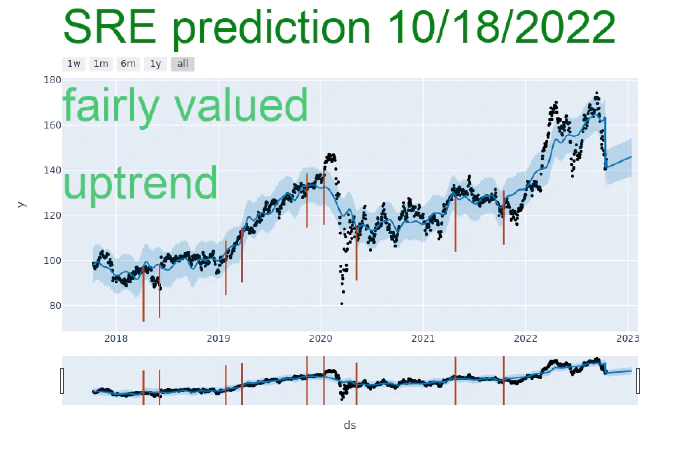 SRE prediction 10/18/2022
1w 1m 6m 1y all
180
fairly valued
160
140
uptrend
120
y
100
80
2018 2019 2020 2021 2022 2023
ds